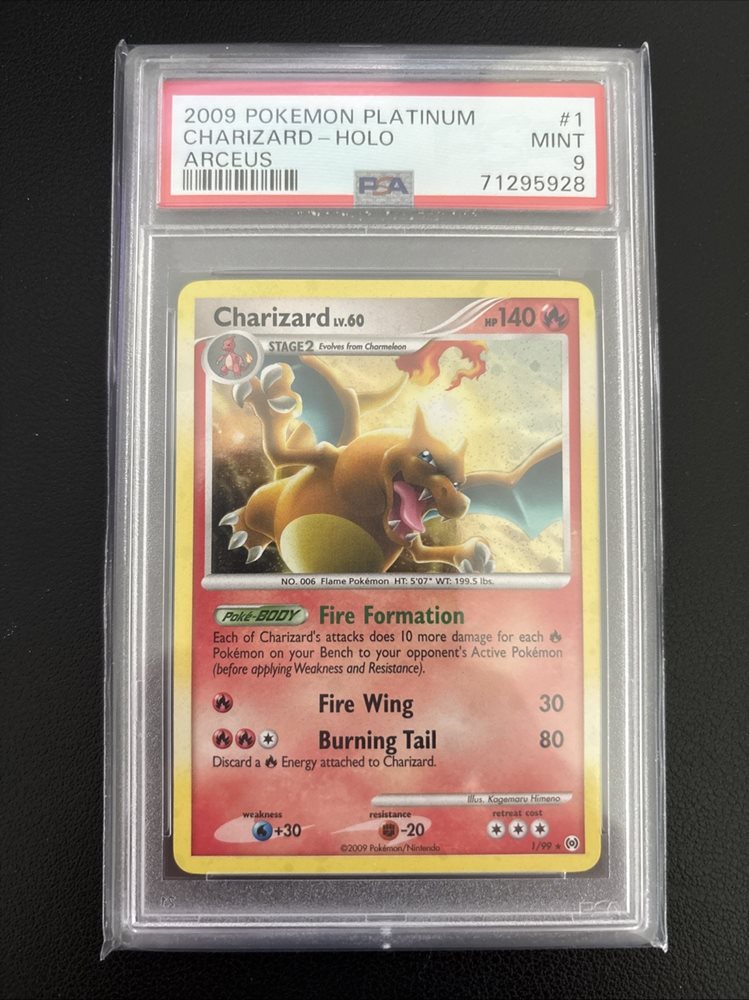 2009 POKEMON PLATINUM #1
CHARIZARD – HOLO MINT
ARCEUS 9
PSA 71295928
Charizard LV.60 HP 140
STAGE 2 Evolves from Charmeleon
NO. 006 Flame Pokémon HT: 5'07" WT: 199.5 lbs.
Poké-BODY Fire Formation
Each of Charizard's attacks does 10 more damage for each
Pokémon on your Bench to your opponent's Active Pokémon
(before applying Weakness and Resistance).
Fire Wing 30
Burning Tail 80
Discard a Energy attached to Charizard.
Illus. Kagemaru Himeno
weakness resistance retreat cost
+30 -20
©2009 Pokémon/Nintendo 1/99 ★
PSA